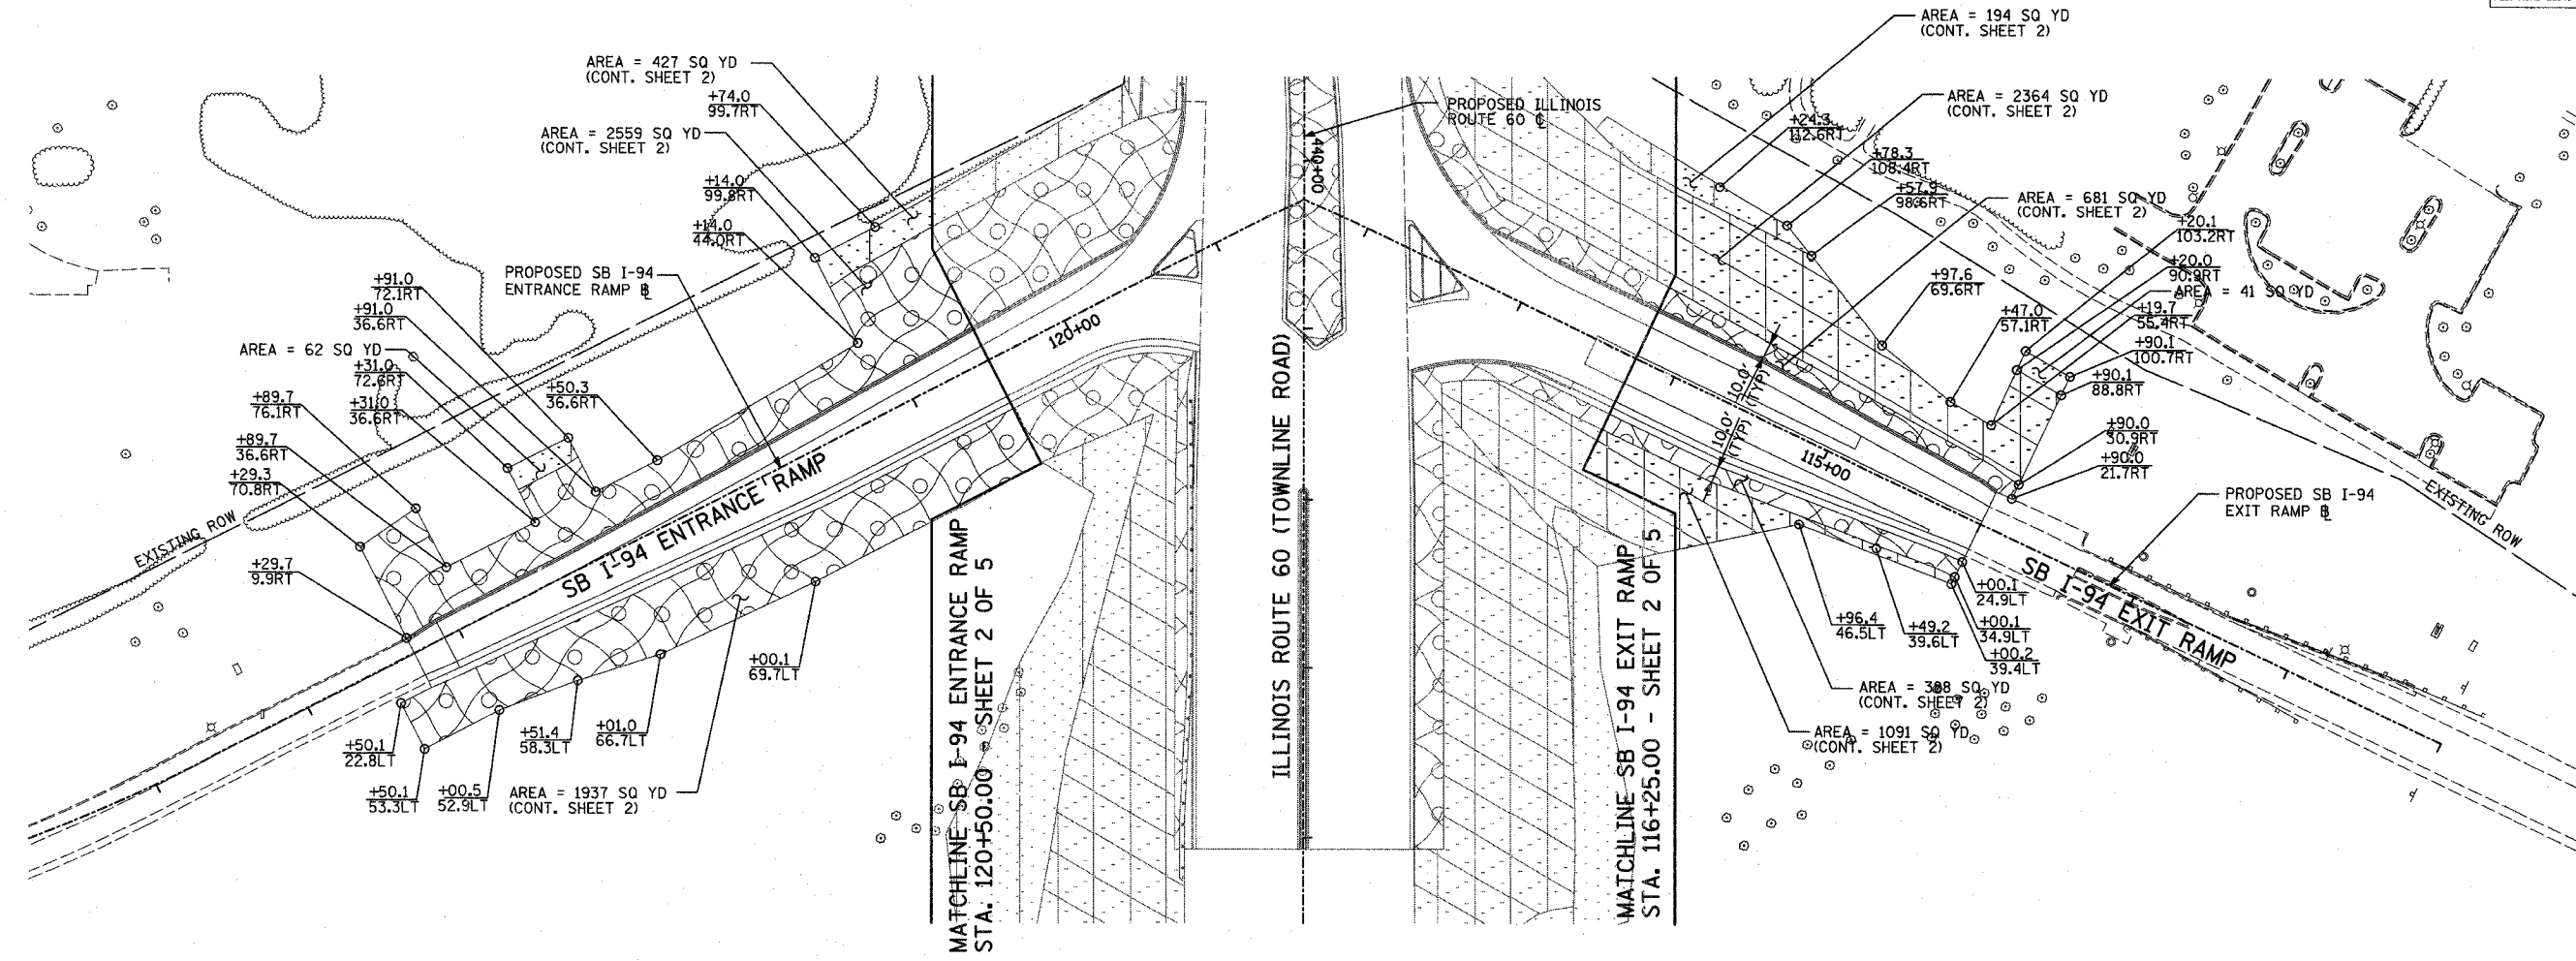 AREA = 427 SQ YD
(CONT. SHEET 2)
+74.0
99.7RT
AREA = 2559 SQ YD
(CONT. SHEET 2)
+14.0
99.8RT
+14.0
44.0RT
PROPOSED SB I-94
ENTRANCE RAMP ℄
+91.0
72.1RT
+91.0
36.6RT
AREA = 62 SQ YD
+31.0
72.6RT
+31.0
36.6RT
+50.3
36.6RT
+89.7
76.1RT
+89.7
36.6RT
+29.3
70.8RT
+29.7
9.9RT
EXISTING ROW
120+00
SB I-94 ENTRANCE RAMP
+50.1
22.8LT
+50.1
53.3LT
+00.5
52.9LT
+51.4
58.3LT
+01.0
66.7LT
+00.1
69.7LT
AREA = 1937 SQ YD
(CONT. SHEET 2)
MATCHLINE SB I-94 ENTRANCE RAMP
STA. 120+50.00 - SHEET 2 OF 5
PROPOSED ILLINOIS
ROUTE 60 ℄
440+00
ILLINOIS ROUTE 60 (TOWNLINE ROAD)
MATCHLINE SB I-94 EXIT RAMP
STA. 116+25.00 - SHEET 2 OF 5
AREA = 194 SQ YD
(CONT. SHEET 2)
AREA = 2364 SQ YD
(CONT. SHEET 2)
+24.3
112.6RT
+78.3
108.4RT
+57.9
98.6RT
AREA = 681 SQ YD
(CONT. SHEET 2)
+20.1
103.2RT
+20.0
90.9RT
AREA = 41 SQ YD
+19.7
55.4RT
+97.6
69.6RT
+47.0
57.1RT
+90.1
100.7RT
+90.1
88.8RT
+90.0
30.9RT
+90.0
21.7RT
10.0'
(TYP)
10.0'
(TYP)
115+00
PROPOSED SB I-94
EXIT RAMP ℄
EXISTING ROW
SB I-94 EXIT RAMP
+00.1
24.9LT
+00.1
34.9LT
+00.2
39.4LT
+96.4
46.5LT
+49.2
39.6LT
AREA = 388 SQ YD
(CONT. SHEET 2)
AREA = 1091 SQ YD
(CONT. SHEET 2)